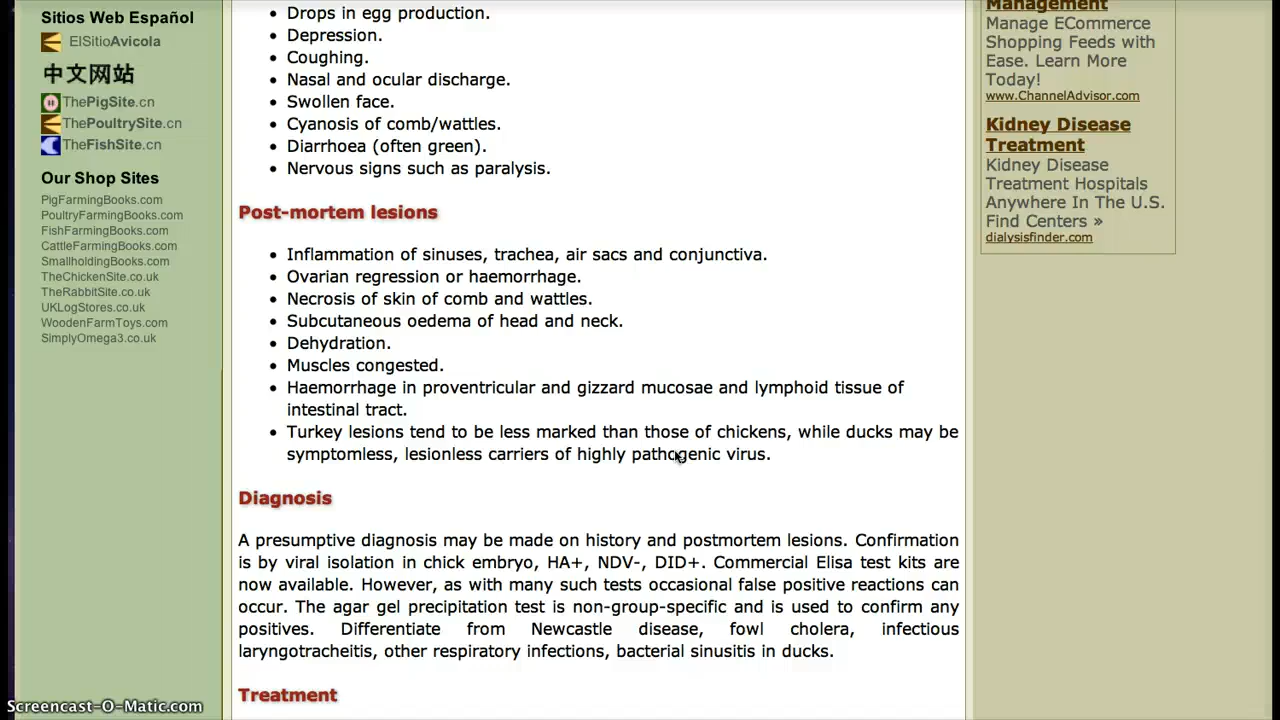 Sitios Web Español
ElSitioAvicola
中文网站
ThePigSite.cn
ThePoultrySite.cn
TheFishSite.cn
Our Shop Sites
PigFarmingBooks.com
PoultryFarmingBooks.com
FishFarmingBooks.com
CattleFarmingBooks.com
SmallholdingBooks.com
TheChickenSite.co.uk
TheRabbitSite.co.uk
UKLogStores.co.uk
WoodenFarmToys.com
SimplyOmega3.co.uk
Drops in egg production.
Depression.
Coughing.
Nasal and ocular discharge.
Swollen face.
Cyanosis of comb/wattles.
Diarrhoea (often green).
Nervous signs such as paralysis.
Post-mortem lesions
Inflammation of sinuses, trachea, air sacs and conjunctiva.
Ovarian regression or haemorrhage.
Necrosis of skin of comb and wattles.
Subcutaneous oedema of head and neck.
Dehydration.
Muscles congested.
Haemorrhage in proventricular and gizzard mucosae and lymphoid tissue of
intestinal tract.
Turkey lesions tend to be less marked than those of chickens, while ducks may be
symptomless, lesionless carriers of highly pathogenic virus.
Diagnosis
A presumptive diagnosis may be made on history and postmortem lesions. Confirmation
is by viral isolation in chick embryo, HA+, NDV-, DID+. Commercial Elisa test kits are
now available. However, as with many such tests occasional false positive reactions can
occur. The agar gel precipitation test is non-group-specific and is used to confirm any
positives. Differentiate from Newcastle disease, fowl cholera, infectious
laryngotracheitis, other respiratory infections, bacterial sinusitis in ducks.
Treatment
Management
Manage ECommerce
Shopping Feeds with
Ease. Learn More
Today!
www.ChannelAdvisor.com
Kidney Disease
Treatment
Kidney Disease
Treatment Hospitals
Anywhere In The U.S.
Find Centers »
dialysisfinder.com
Screencast-O-Matic.com